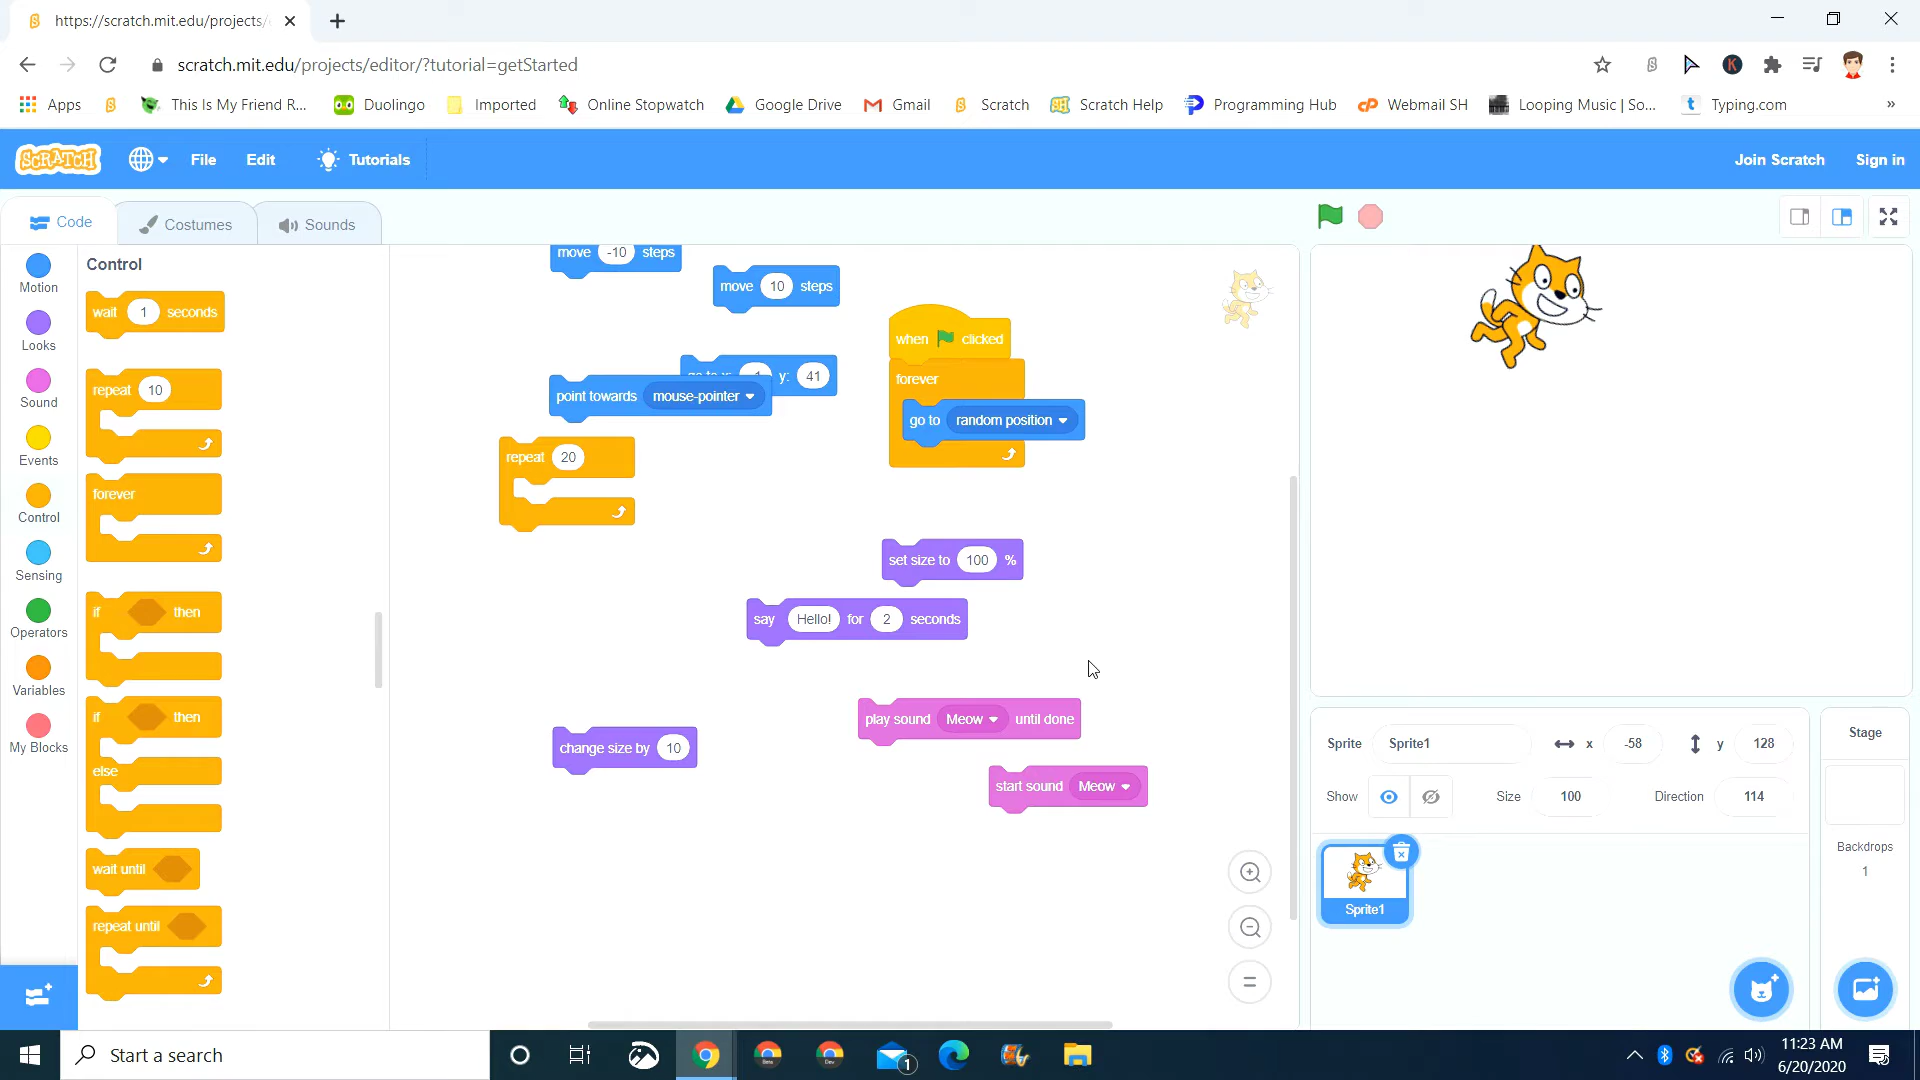 https://scratch.mit.edu/projects/
scratch.mit.edu/projects/editor/?tutorial=getStarted
K
Apps
This Is My Friend R...
Duolingo
Imported
Online Stopwatch
Google Drive
Gmail
Scratch
Scratch Help
Programming Hub
Webmail SH
Looping Music | So...
Typing.com
»
SCRATCH
File
Edit
Tutorials
Join Scratch
Sign in
Code
Costumes
Sounds
Motion
Looks
Sound
Events
Control
Sensing
Operators
Variables
My Blocks
Control
wait 1 seconds
repeat 10
forever
if then
if then
else
wait until
repeat until
move -10 steps
move 10 steps
y: 41
point towards mouse-pointer
repeat 20
when clicked
forever
go to random position
set size to 100 %
say Hello! for 2 seconds
play sound Meow until done
change size by 10
start sound Meow
Sprite Sprite1 x -58 y 128
Show Size 100 Direction 114
Sprite1
Stage
Backdrops
1
Start a search
Beta
Dev
1
11:23 AM
6/20/2020